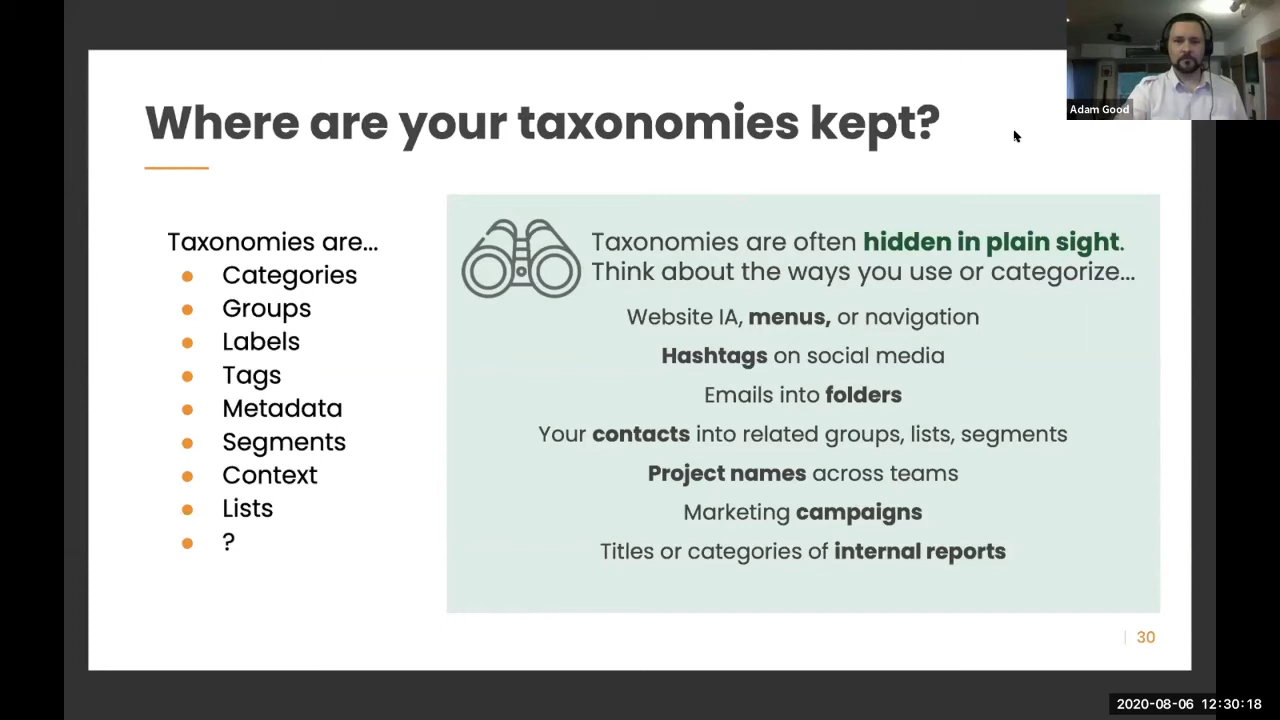 Adam Good
Where are your taxonomies kept?
Taxonomies are...
Categories
Groups
Labels
Tags
Metadata
Segments
Context
Lists
?
Taxonomies are often hidden in plain sight.
Think about the ways you use or categorize...
Website IA, menus, or navigation
Hashtags on social media
Emails into folders
Your contacts into related groups, lists, segments
Project names across teams
Marketing campaigns
Titles or categories of internal reports
30
2020-08-06 12:30:18